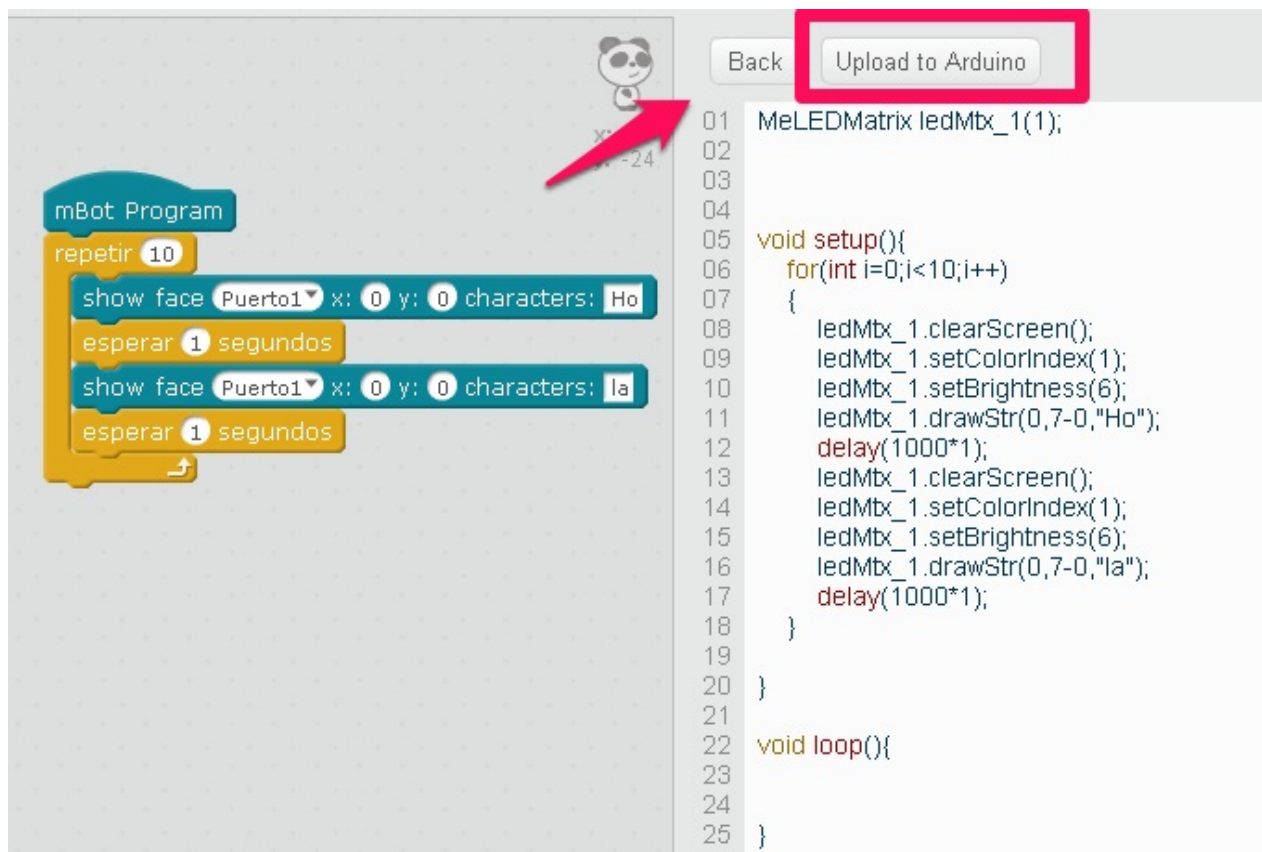 x:
y: -24
mBot Program
repetir 10
show face Puerto1 x: 0 y: 0 characters: Ho
esperar 1 segundos
show face Puerto1 x: 0 y: 0 characters: la
esperar 1 segundos
Back Upload to Arduino
01 MeLEDMatrix ledMtx_1(1);
02
03
04
05 void setup(){
06 for(int i=0;i<10;i++)
07 {
08 ledMtx_1.clearScreen();
09 ledMtx_1.setColorIndex(1);
10 ledMtx_1.setBrightness(6);
11 ledMtx_1.drawStr(0,7-0,"Ho");
12 delay(1000*1);
13 ledMtx_1.clearScreen();
14 ledMtx_1.setColorIndex(1);
15 ledMtx_1.setBrightness(6);
16 ledMtx_1.drawStr(0,7-0,"la");
17 delay(1000*1);
18 }
19
20 }
21
22 void loop(){
23
24
25 }